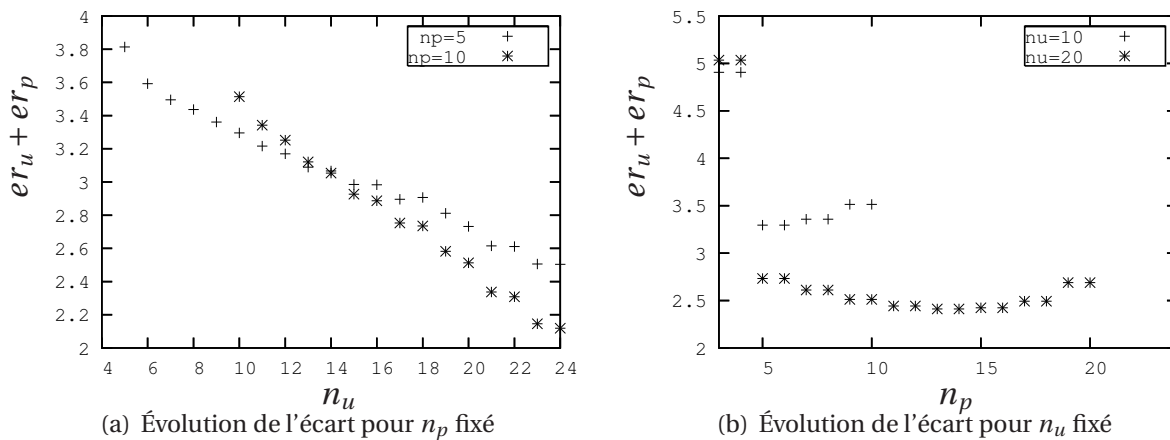 4
3.8
3.6
3.4
3.2
3
2.8
2.6
2.4
2.2
2
er_u + er_p
np=5
np=10
4 6 8 10 12 14 16 18 20 22 24
n_u
(a) Évolution de l'écart pour n_p fixé
5.5
5
4.5
4
3.5
3
2.5
2
er_u + er_p
nu=10
nu=20
5 10 15 20
n_p
(b) Évolution de l'écart pour n_u fixé